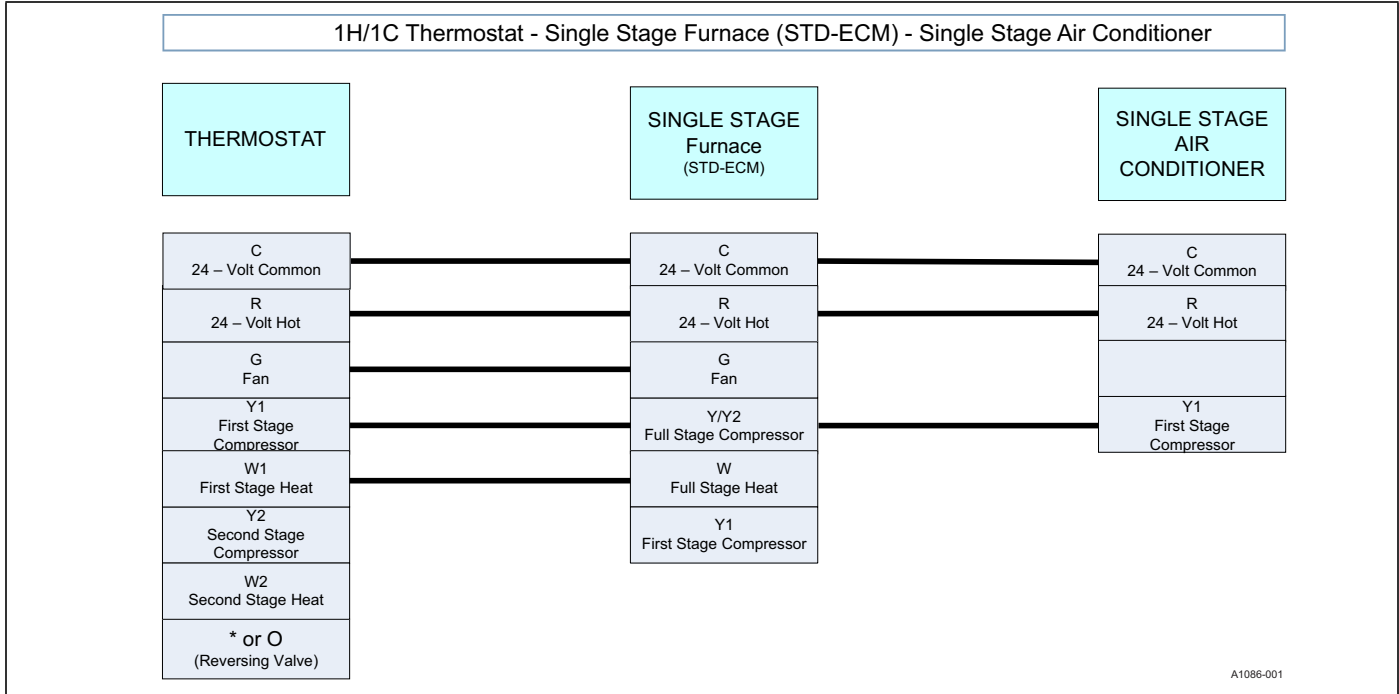 1H/1C Thermostat - Single Stage Furnace (STD-ECM) - Single Stage Air Conditioner
THERMOSTAT
SINGLE STAGE
Furnace
(STD-ECM)
SINGLE STAGE
AIR
CONDITIONER
C
24 – Volt Common
C
24 – Volt Common
C
24 – Volt Common
R
24 – Volt Hot
R
24 – Volt Hot
R
24 – Volt Hot
G
Fan
G
Fan
Y1
First Stage
Compressor
Y/Y2
Full Stage Compressor
Y1
First Stage
Compressor
W1
First Stage Heat
W
Full Stage Heat
Y2
Second Stage
Compressor
Y1
First Stage Compressor
W2
Second Stage Heat
* or O
(Reversing Valve)
A1086-001